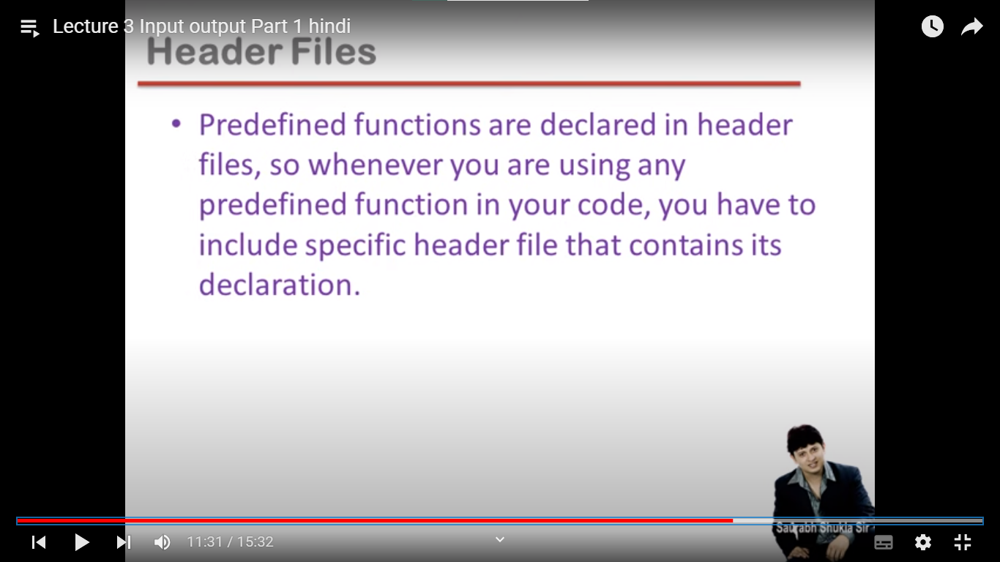 Lecture 3 Input output Part 1 hindi
Header Files
• Predefined functions are declared in header
files, so whenever you are using any
predefined function in your code, you have to
include specific header file that contains its
declaration.
Saurabh Shukla Sir
11:31 / 15:32